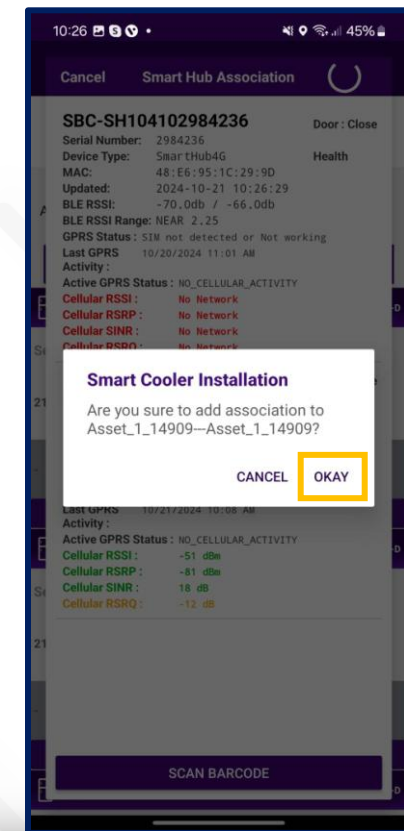 10:26 45%
Cancel Smart Hub Association
SBC-SH104102984236 Door : Close
Serial Number: 2984236
Device Type: SmartHub4G Health
MAC: 48:E6:95:1C:29:9D
Updated: 2024-10-21 10:26:29
BLE RSSI: -70.0db / -66.0db
BLE RSSI Range: NEAR 2.25
GPRS Status : SIM not detected or Not working
Last GPRS 10/20/2024 11:01 AM
Activity :
Active GPRS Status : NO_CELLULAR_ACTIVITY
Cellular RSSI : No Network
Cellular RSRP : No Network
Cellular SINR : No Network
Cellular RSRQ : No Network
Smart Cooler Installation
Are you sure to add association to
Asset_1_14909---Asset_1_14909?
CANCEL OKAY
Last GPRS 10/21/2024 10:08 AM
Activity :
Active GPRS Status : NO_CELLULAR_ACTIVITY
Cellular RSSI : -51 dBm
Cellular RSRP : -81 dBm
Cellular SINR : 18 dB
Cellular RSRQ : -12 dB
SCAN BARCODE